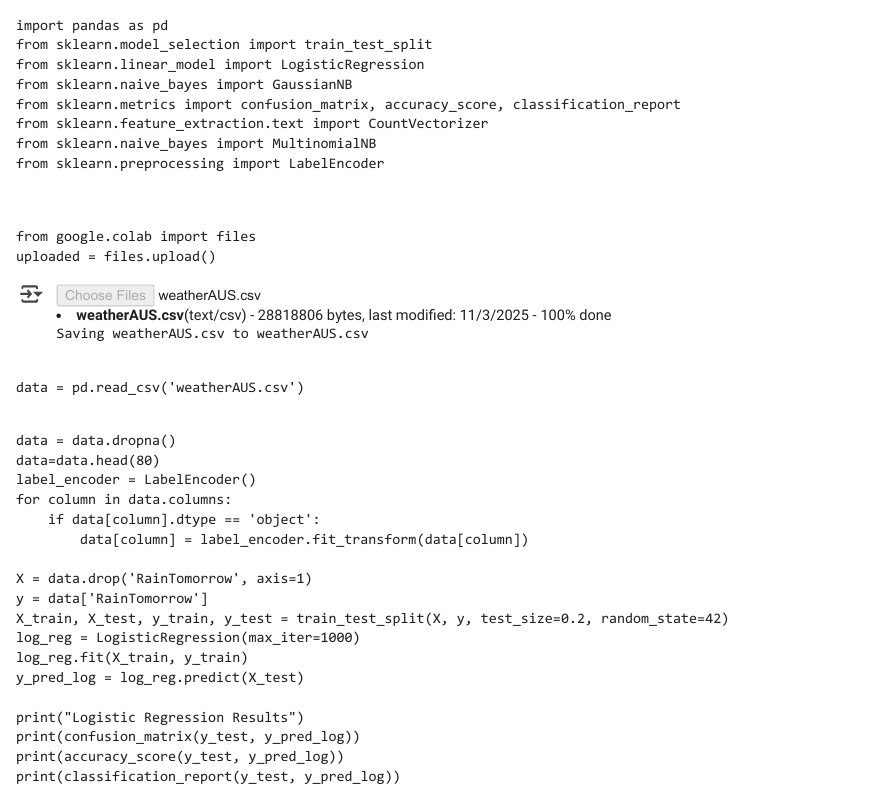 import pandas as pd
from sklearn.model_selection import train_test_split
from sklearn.linear_model import LogisticRegression
from sklearn.naive_bayes import GaussianNB
from sklearn.metrics import confusion_matrix, accuracy_score, classification_report
from sklearn.feature_extraction.text import CountVectorizer
from sklearn.naive_bayes import MultinomialNB
from sklearn.preprocessing import LabelEncoder
from google.colab import files
uploaded = files.upload()
Choose Files weatherAUS.csv
• weatherAUS.csv(text/csv) - 28818806 bytes, last modified: 11/3/2025 - 100% done
Saving weatherAUS.csv to weatherAUS.csv
data = pd.read_csv('weatherAUS.csv')
data = data.dropna()
data=data.head(80)
label_encoder = LabelEncoder()
for column in data.columns:
    if data[column].dtype == 'object':
        data[column] = label_encoder.fit_transform(data[column])
X = data.drop('RainTomorrow', axis=1)
y = data['RainTomorrow']
X_train, X_test, y_train, y_test = train_test_split(X, y, test_size=0.2, random_state=42)
log_reg = LogisticRegression(max_iter=1000)
log_reg.fit(X_train, y_train)
y_pred_log = log_reg.predict(X_test)
print("Logistic Regression Results")
print(confusion_matrix(y_test, y_pred_log))
print(accuracy_score(y_test, y_pred_log))
print(classification_report(y_test, y_pred_log))